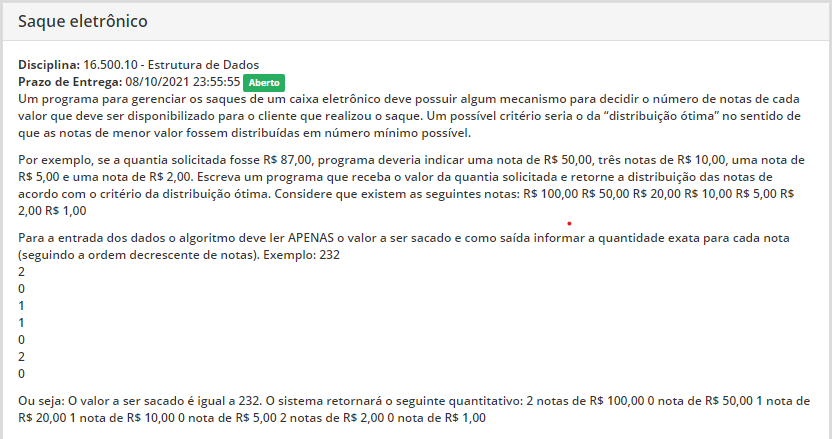 Saque eletrônico
Disciplina: 16.500.10 - Estrutura de Dados
Prazo de Entrega: 08/10/2021 23:55:55 Aberto
Um programa para gerenciar os saques de um caixa eletrônico deve possuir algum mecanismo para decidir o número de notas de cada
valor que deve ser disponibilizado para o cliente que realizou o saque. Um possível critério seria o da “distribuição ótima” no sentido de
que as notas de menor valor fossem distribuídas em número mínimo possível.
Por exemplo, se a quantia solicitada fosse R$ 87,00, programa deveria indicar uma nota de R$ 50,00, três notas de R$ 10,00, uma nota de
R$ 5,00 e uma nota de R$ 2,00. Escreva um programa que receba o valor da quantia solicitada e retorne a distribuição das notas de
acordo com o critério da distribuição ótima. Considere que existem as seguintes notas: R$ 100,00 R$ 50,00 R$ 20,00 R$ 10,00 R$ 5,00 R$
2,00 R$ 1,00
Para a entrada dos dados o algoritmo deve ler APENAS o valor a ser sacado e como saída informar a quantidade exata para cada nota
(seguindo a ordem decrescente de notas). Exemplo: 232
2
0
1
1
0
2
0
Ou seja: O valor a ser sacado é igual a 232. O sistema retornará o seguinte quantitativo: 2 notas de R$ 100,00 0 nota de R$ 50,00 1 nota de
R$ 20,00 1 nota de R$ 10,00 0 nota de R$ 5,00 2 notas de R$ 2,00 0 nota de R$ 1,00